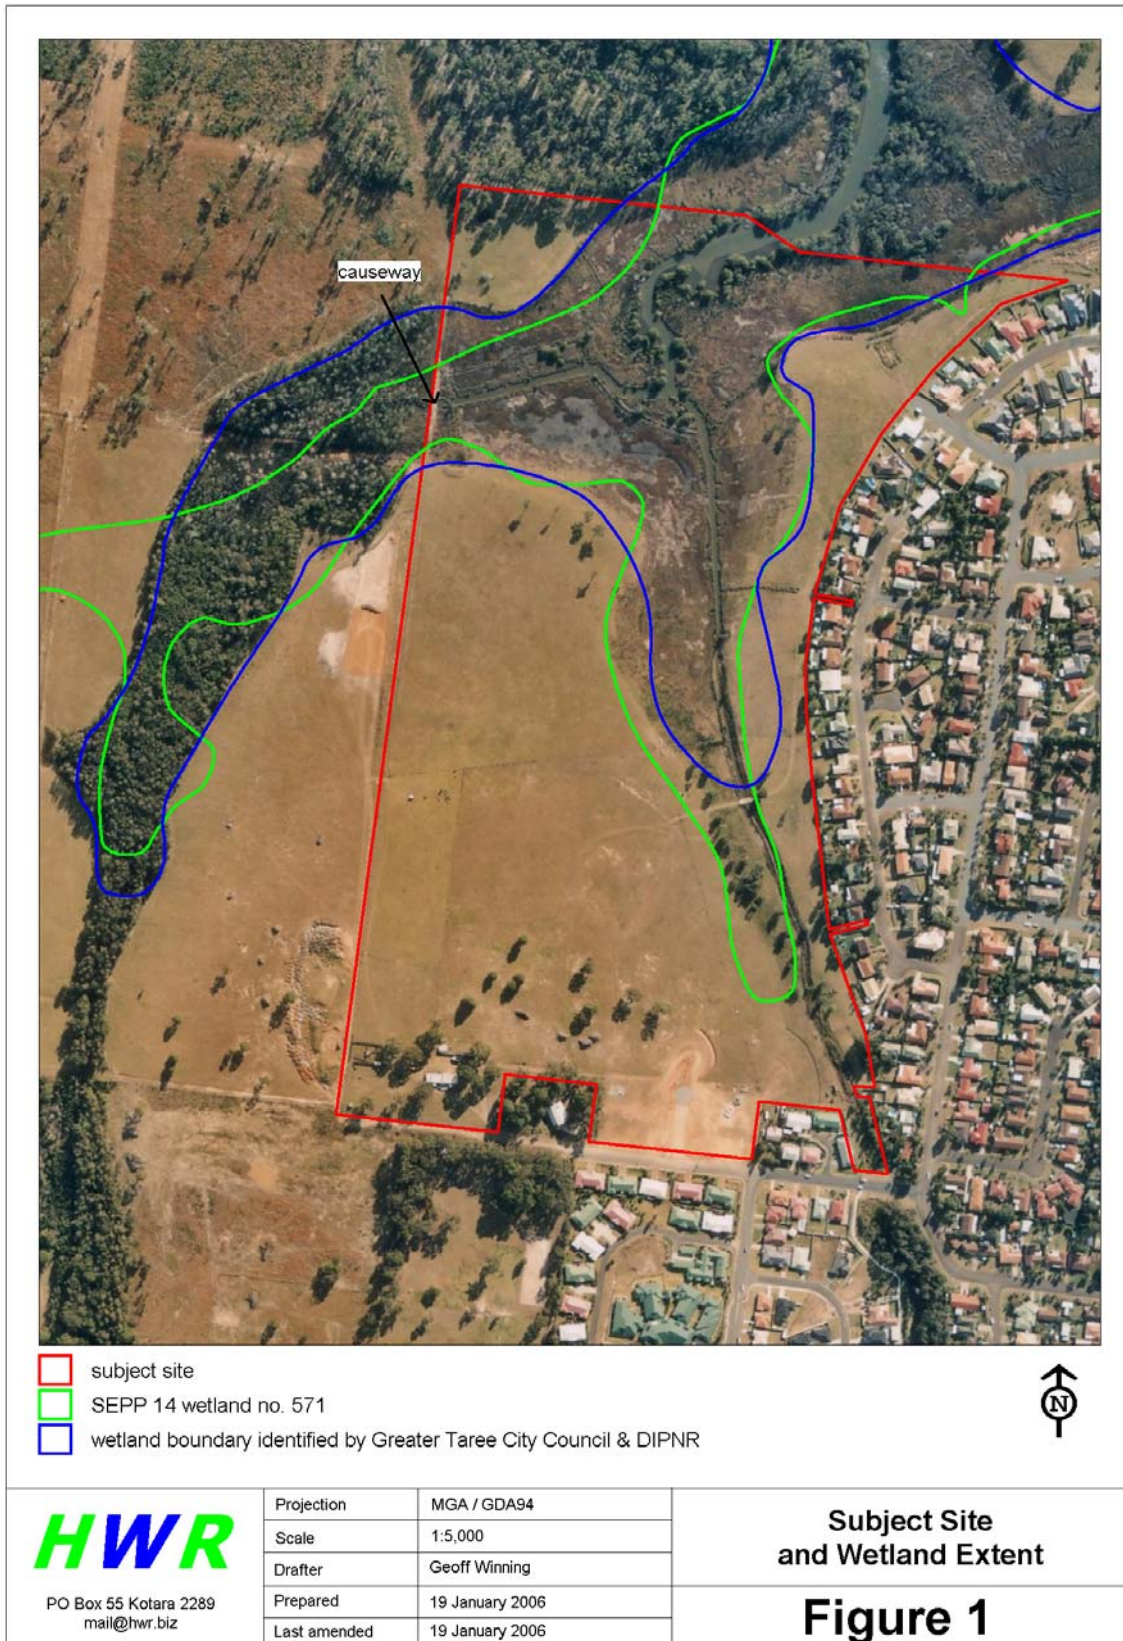 causeway
subject site
SEPP 14 wetland no. 571
N
wetland boundary identified by Greater Taree City Council & DIPNR
HWR
PO Box 55 Kotara 2289
mail@hwr.biz
Projection MGA / GDA94
Scale 1:5,000
Drafter Geoff Winning
Prepared 19 January 2006
Last amended 19 January 2006
Subject Site
and Wetland Extent
Figure 1